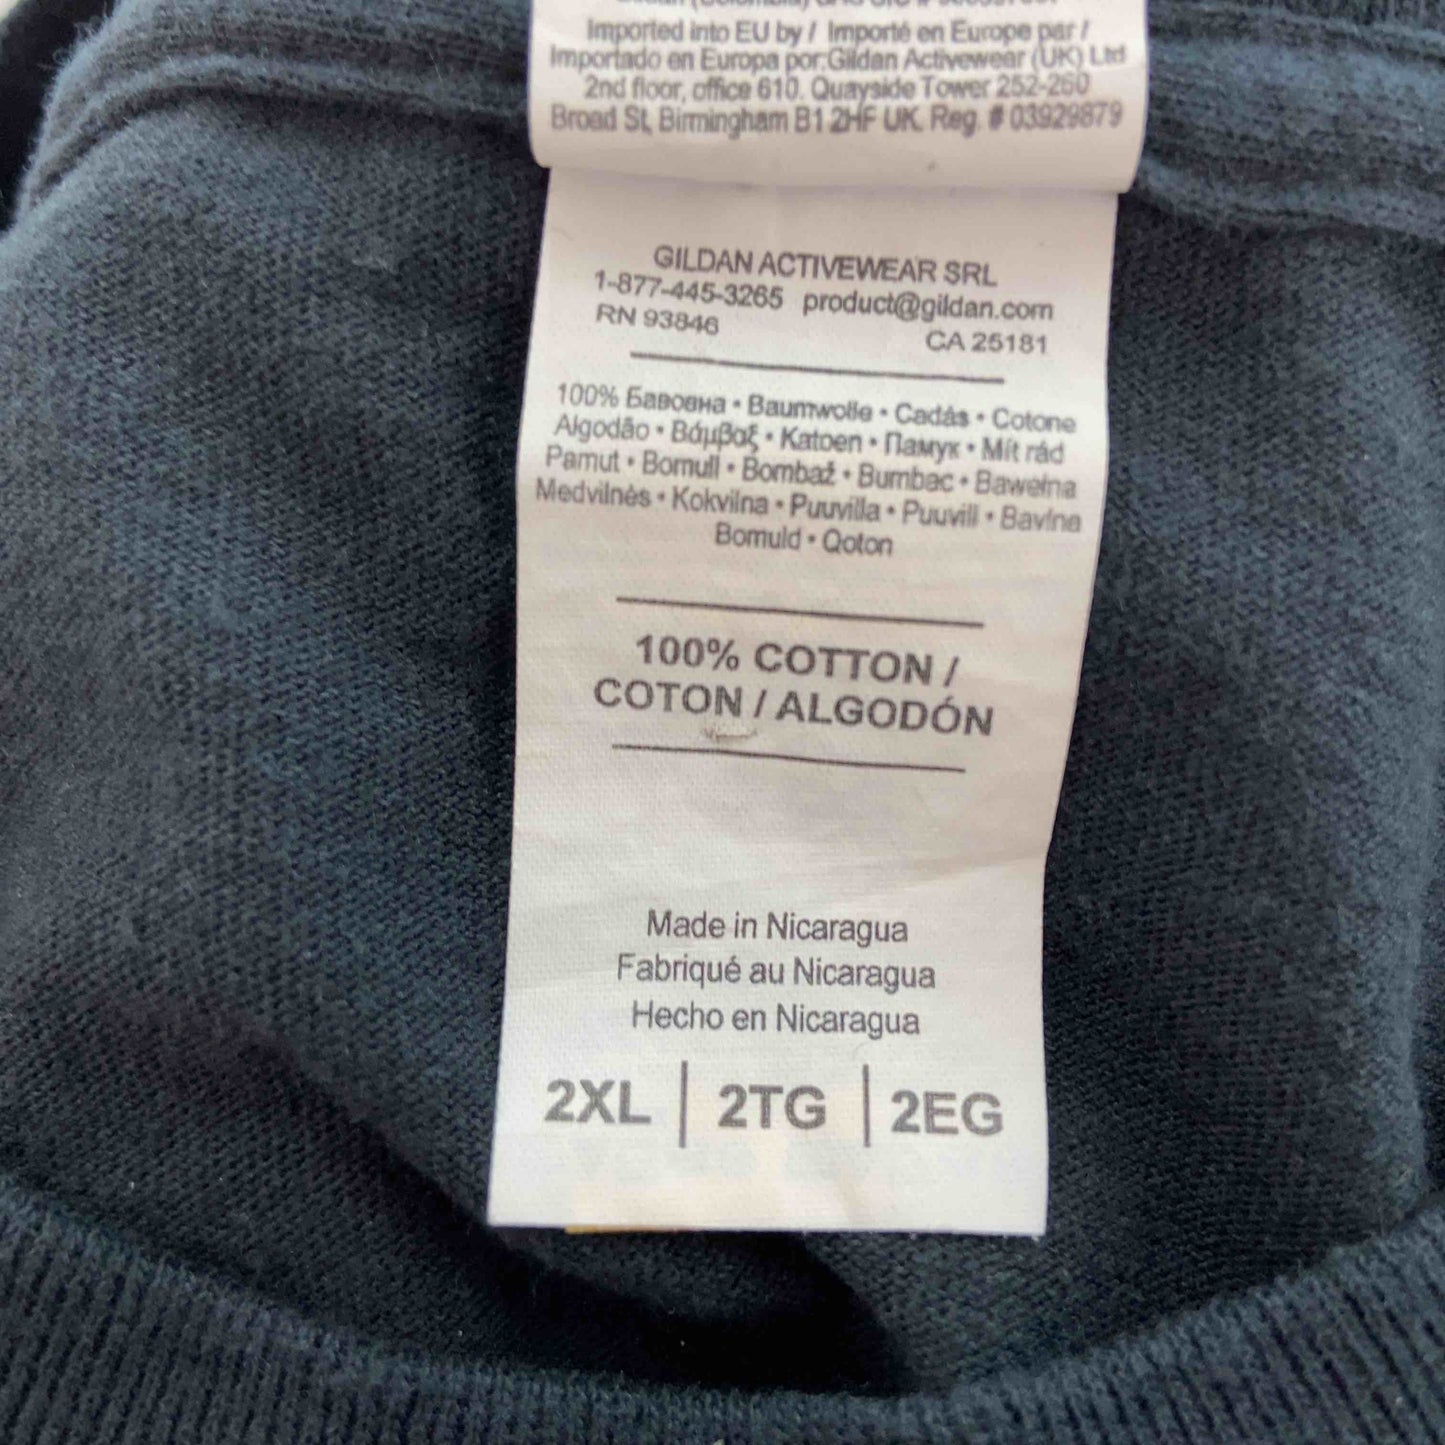 Imported into EU by / Importé en Europe par /
Importado en Europa por:Gildan Activewear (UK) Ltd
2nd floor, office 610. Quayside Tower 252-260
Broad St, Birmingham B1 2HF UK. Reg. # 03929879
GILDAN ACTIVEWEAR SRL
1-877-445-3265 product@gildan.com
RN 93846 CA 25181
100% Бавовна • Baumwolle • Cadás • Cotone
Algodão • Βάμβαξ • Katoen • Памук • Mít rád
Pamut • Bomull • Bombaž • Bumbac • Bawełna
Medvilnės • Kokvilna • Puuvilla • Puuvill • Bavlna
Bomuld • Qoton
100% COTTON /
COTON / ALGODÓN
Made in Nicaragua
Fabriqué au Nicaragua
Hecho en Nicaragua
2XL | 2TG | 2EG